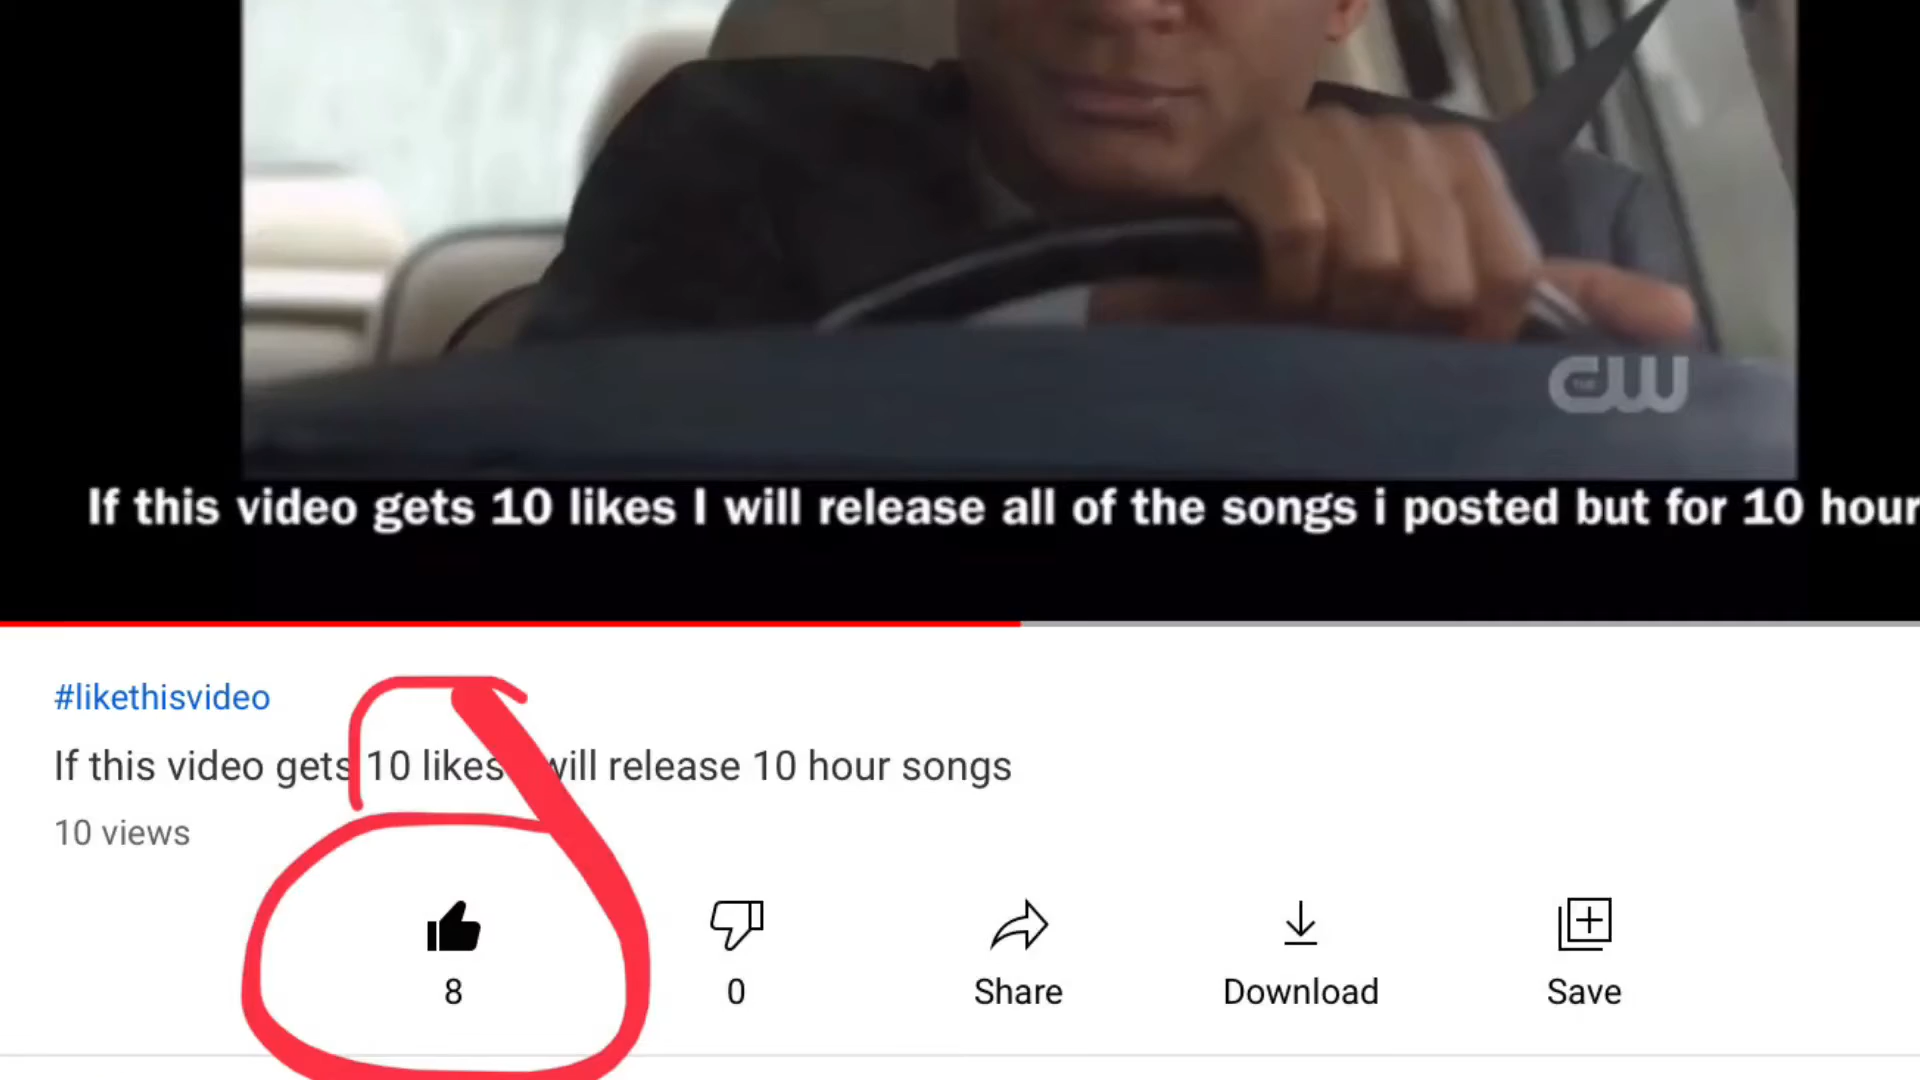 THE CW
If this video gets 10 likes I will release all of the songs i posted but for 10 hour
#likethisvideo
If this video gets 10 likes will release 10 hour songs
10 views
8
0
Share
Download
Save